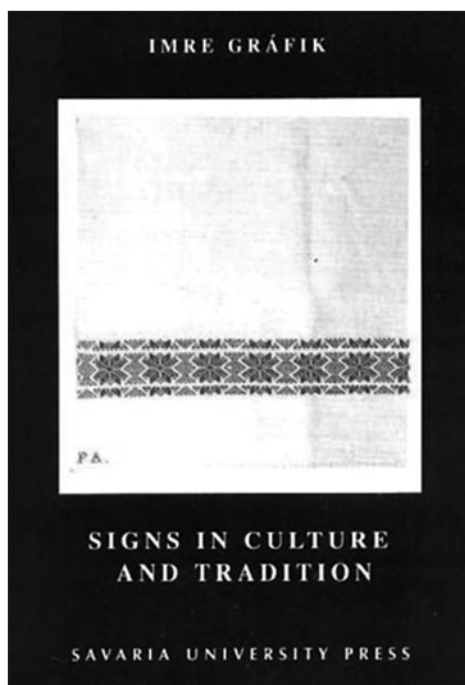 IMRE GRÁFIK
P A.
SIGNS IN CULTURE
AND TRADITION
SAVARIA UNIVERSITY PRESS